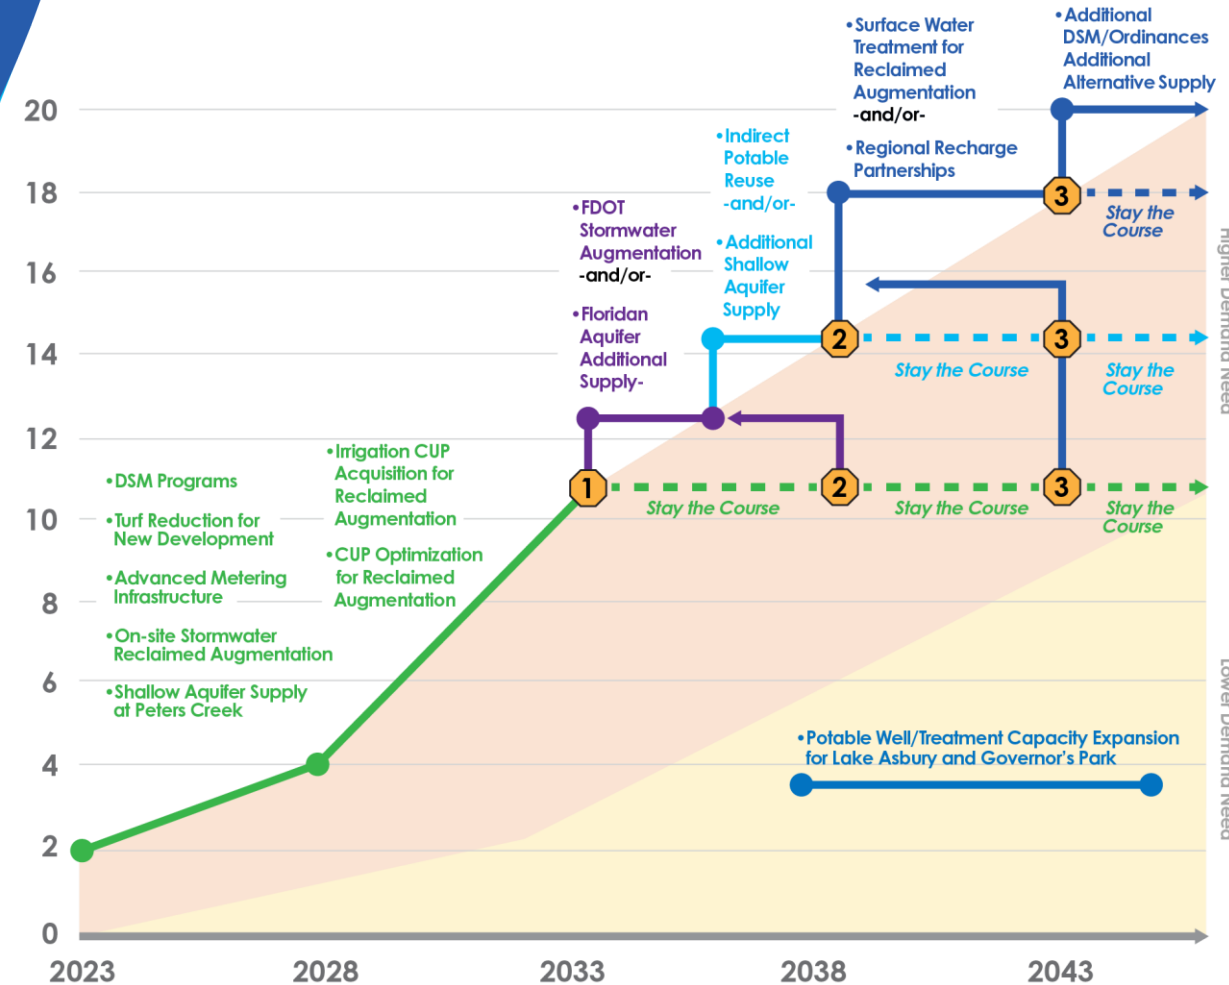 •Additional
DSM/Ordinances
Additional
Alternative Supply
•Surface Water
Treatment for
Reclaimed
Augmentation
-and/or-
•Regional Recharge
Partnerships
•Indirect
Potable
Reuse
-and/or-
•Additional
Shallow
Aquifer
Supply
•FDOT
Stormwater
Augmentation
-and/or-
•Floridan
Aquifer
Additional
Supply-
•Irrigation CUP
Acquisition for
Reclaimed
Augmentation
•CUP Optimization
for Reclaimed
Augmentation
•DSM Programs
•Turf Reduction for
New Development
•Advanced Metering
Infrastructure
•On-site Stormwater
Reclaimed Augmentation
•Shallow Aquifer Supply
at Peters Creek
20
18
16
14
12
10
8
6
4
2
0
3
Stay the
Course
2
Stay the Course
3
Stay the
Course
1
Stay the Course
2
Stay the Course
3
Stay the
Course
•Potable Well/Treatment Capacity Expansion
for Lake Asbury and Governor's Park
Higher Demand Need
Lower Demand Need
2023
2028
2033
2038
2043